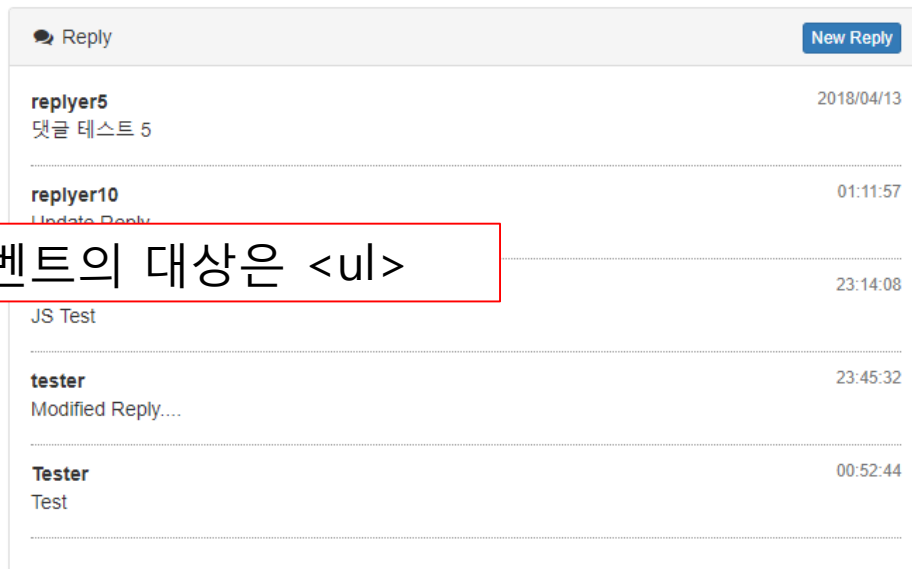 Reply
New Reply
replyer5
2018/04/13
댓글 테스트 5
replyer10
01:11:57
Update Reply
벤트의 대상은 <ul>
23:14:08
JS Test
tester
23:45:32
Modified Reply....
Tester
00:52:44
Test